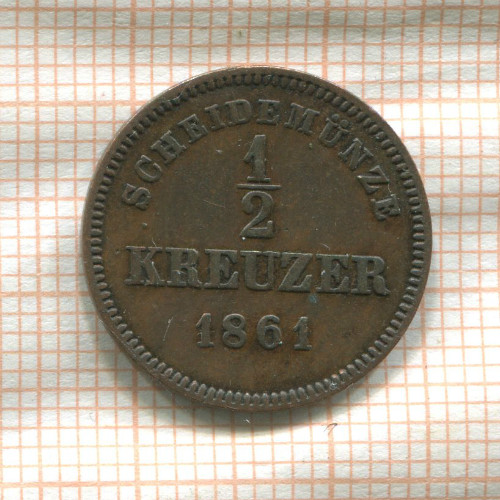 SCHEIDEMÜNZE
1/2
KREUZER
1861